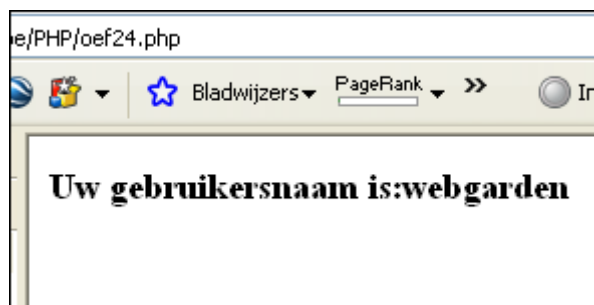 e/PHP/oef24.php
Bladwijzers PageRank »
Uw gebruikersnaam is:webgarden